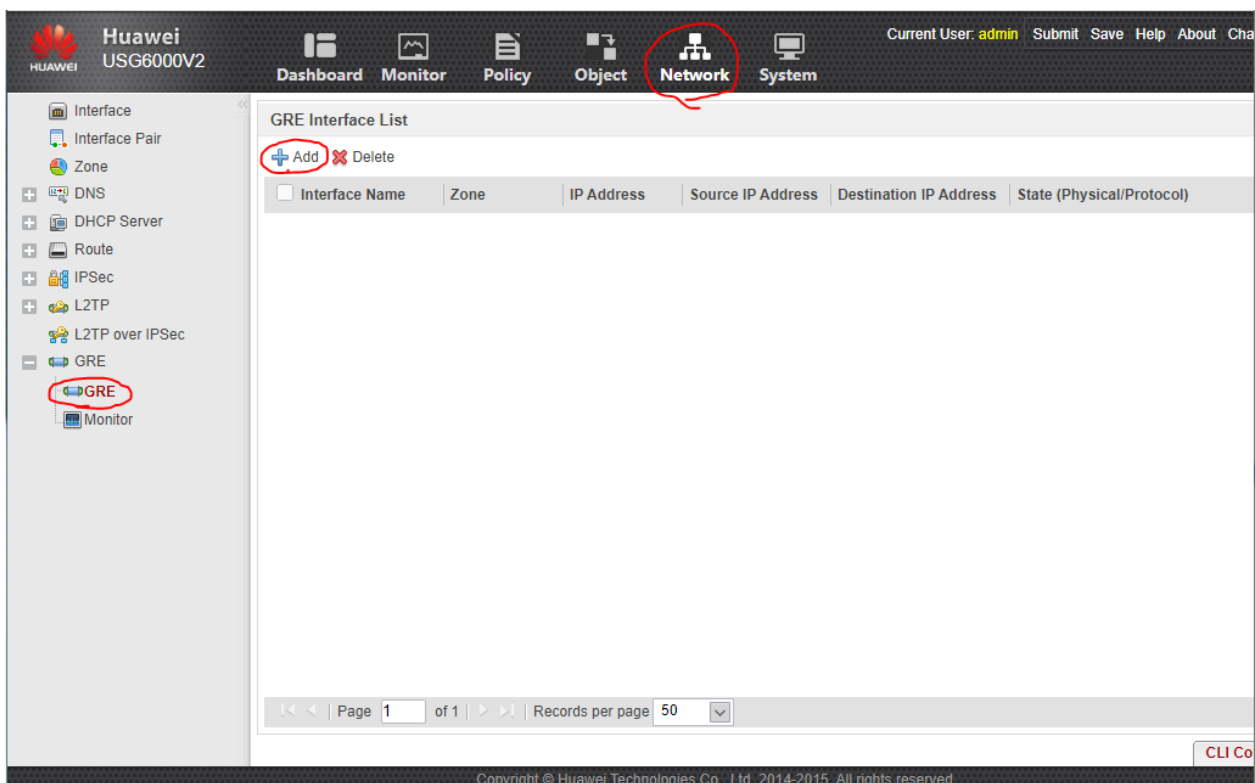 HUAWEI
Huawei
USG6000V2
Dashboard Monitor Policy Object Network System
Current User: admin Submit Save Help About Cha
Interface
Interface Pair
Zone
DNS
DHCP Server
Route
IPSec
L2TP
L2TP over IPSec
GRE
GRE
Monitor
GRE Interface List
Add Delete
Interface Name Zone IP Address Source IP Address Destination IP Address State (Physical/Protocol)
Page 1 of 1 Records per page 50
CLI Co
Copyright © Huawei Technologies Co., Ltd. 2014-2015. All rights reserved.